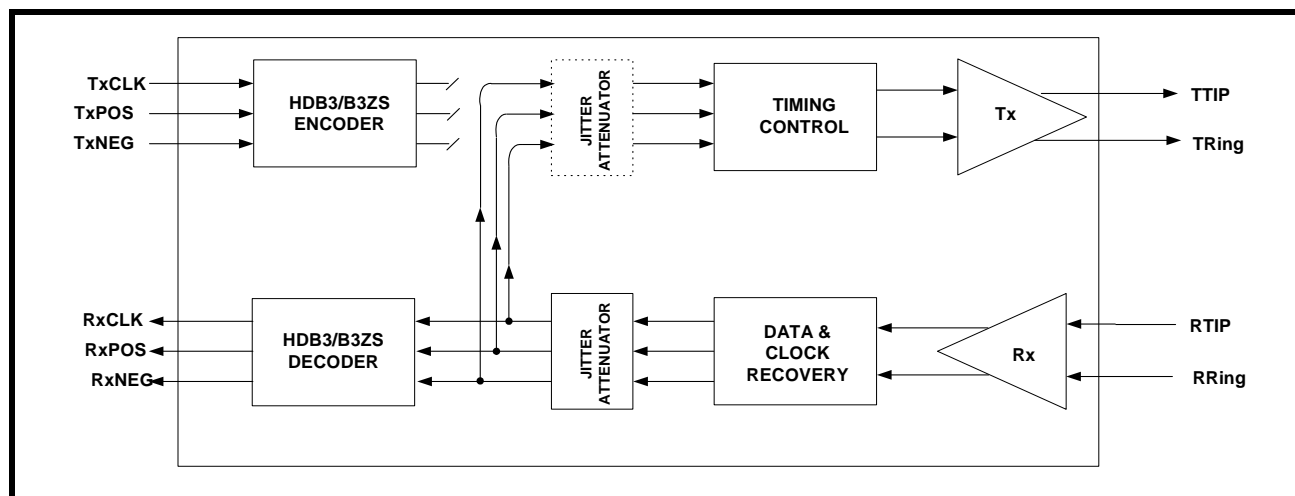 TxCLK
TxPOS
TxNEG
HDB3/B3ZS
ENCODER
JITTER
ATTENUATOR
TIMING
CONTROL
Tx
TTIP
TRing
RxCLK
RxPOS
RxNEG
HDB3/B3ZS
DECODER
JITTER
ATTENUATOR
DATA &
CLOCK
RECOVERY
Rx
RTIP
RRing